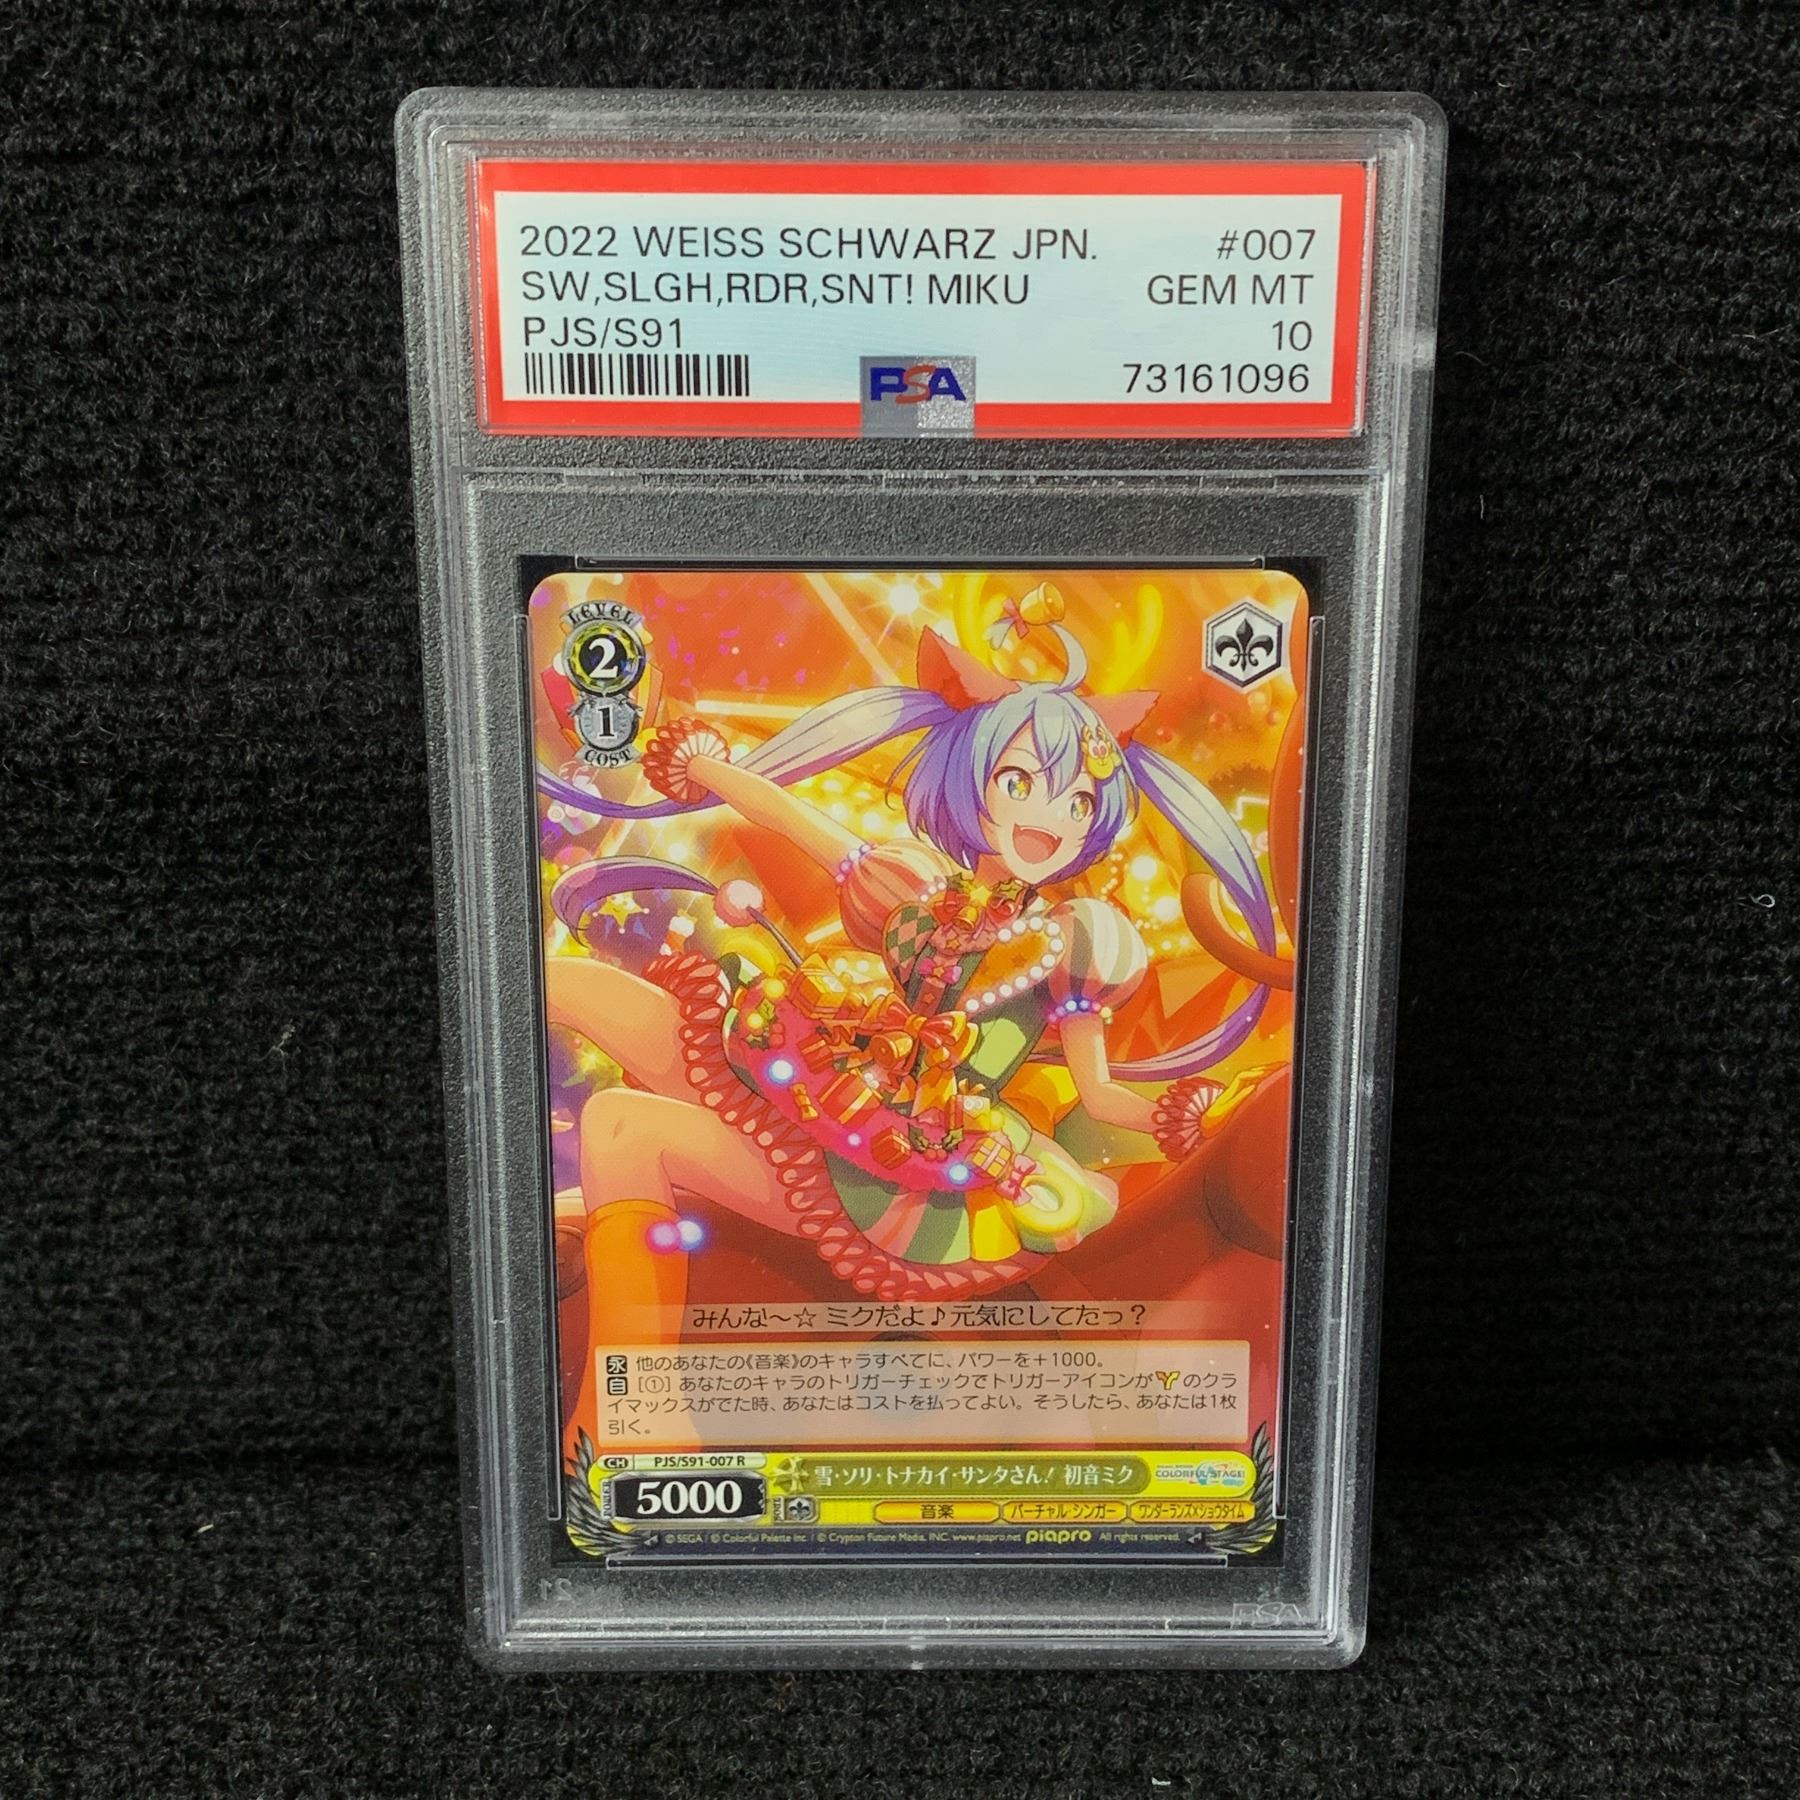 2022 WEISS SCHWARZ JPN. #007
SW,SLGH,RDR,SNT! MIKU GEM MT
PJS/S91 10
PSA 73161096
LEVEL
2
1
COST
みんな〜☆ ミクだよ♪元気にしてたっ？
永 他のあなたの《音楽》のキャラすべてに、パワーを＋1000。
自 [①] あなたのキャラのトリガーチェックでトリガーアイコンがのクラ
イマックスがでた時、あなたはコストを払ってよい。そうしたら、あなたは1枚
引く。
CH PJS/S91-007 R
雪・ソリ・トナカイ・サンタさん！ 初音ミク
COLORFUL STAGE!
POWER 5000 SOUL
音楽 バーチャル・シンガー ワンダーランズ×ショウタイム
© SEGA / © Colorful Palette Inc. / © Crypton Future Media, INC. www.piapro.net piapro All rights reserved.
PSA